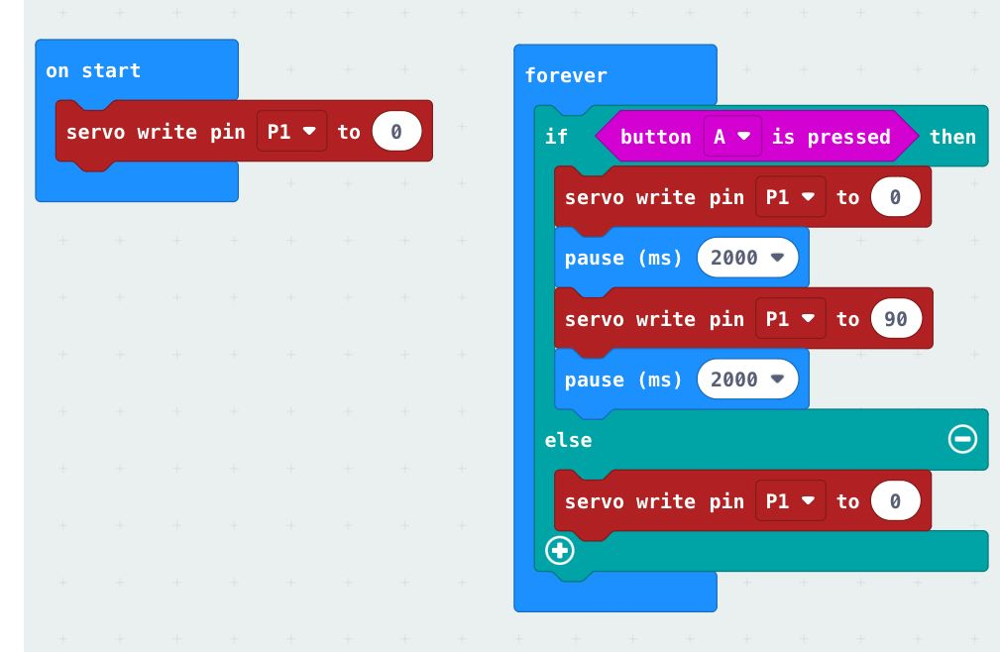 on start
servo write pin P1 to 0
forever
if button A is pressed then
servo write pin P1 to 0
pause (ms) 2000
servo write pin P1 to 90
pause (ms) 2000
else
servo write pin P1 to 0